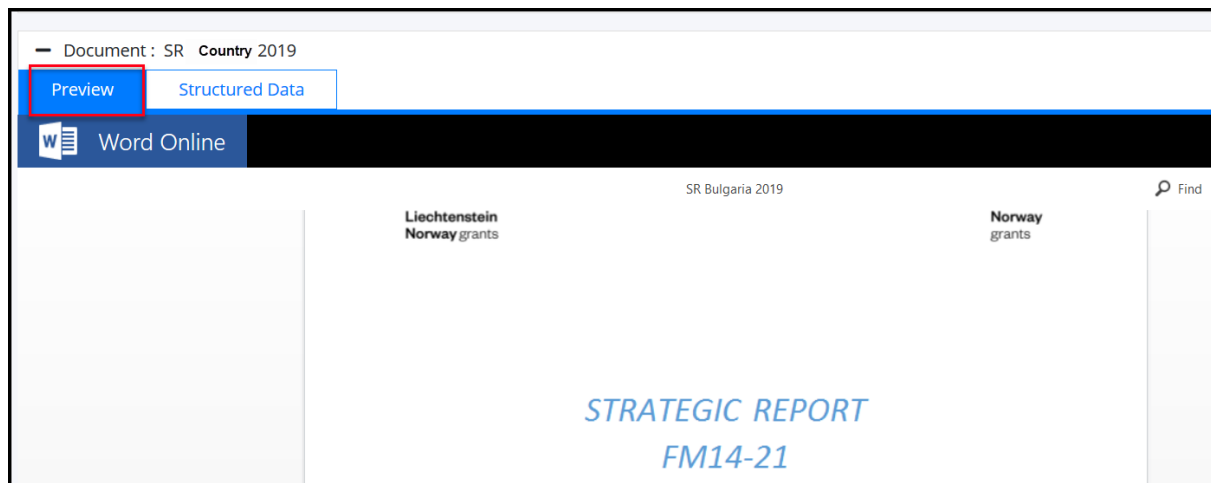 Document : SR Country 2019
Preview Structured Data
W Word Online
SR Bulgaria 2019 Find
Liechtenstein Norway
Norway grants grants
STRATEGIC REPORT
FM14-21